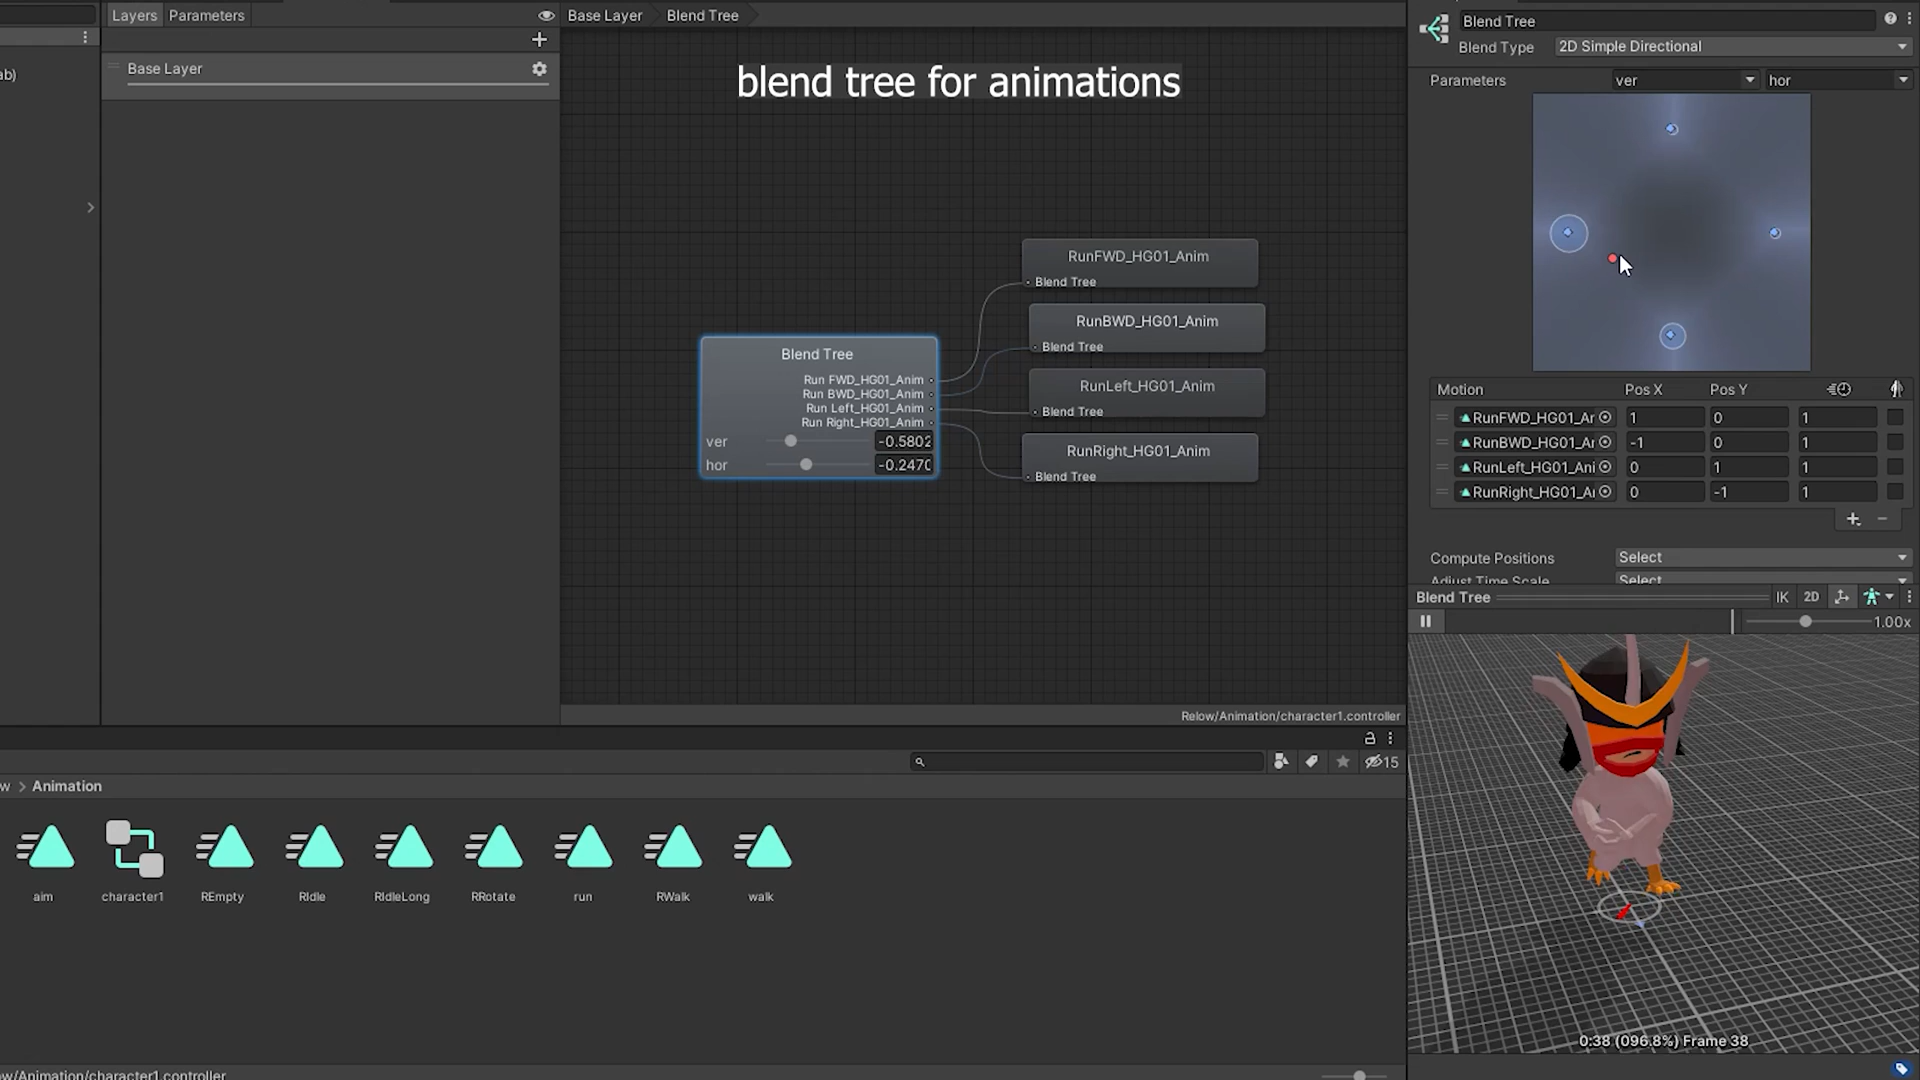 Layers Parameters
Base Layer Blend Tree
ab)
Base Layer
blend tree for animations
Blend Tree
Run FWD_HG01_Anim
Run BWD_HG01_Anim
Run Left_HG01_Anim
Run Right_HG01_Anim
ver -0.5802
hor -0.2470
RunFWD_HG01_Anim
Blend Tree
RunBWD_HG01_Anim
Blend Tree
RunLeft_HG01_Anim
Blend Tree
RunRight_HG01_Anim
Blend Tree
Relow/Animation/character1.controller
Blend Tree
Blend Type 2D Simple Directional
Parameters ver hor
Motion Pos X Pos Y
RunFWD_HG01_Ar 1 0 1
RunBWD_HG01_Ar -1 0 1
RunLeft_HG01_Ani 0 1 1
RunRight_HG01_Ar 0 -1 1
Compute Positions Select
Adjust Time Scale Select
Blend Tree IK 2D
1.00x
0:38 (096.8%) Frame 38
15
w > Animation
aim character1 REmpty RIdle RIdleLong RRotate run RWalk walk
w/Animation/character1.controller